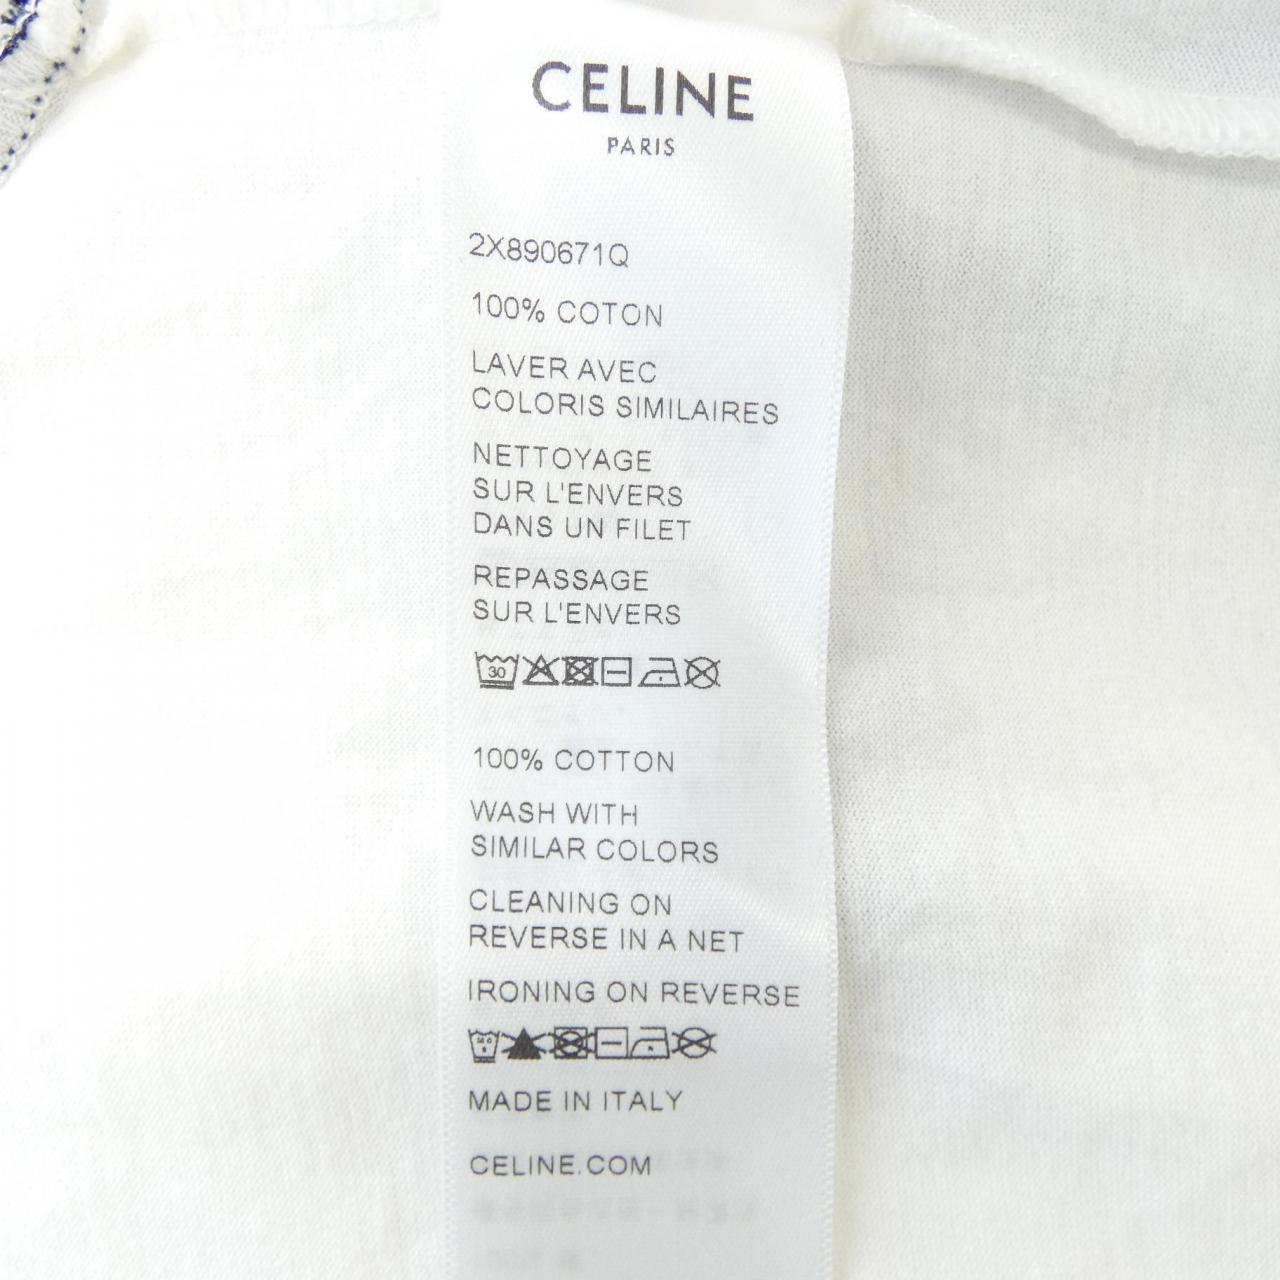 CELINE
PARIS
2X890671Q
100% COTON
LAVER AVEC
COLORIS SIMILAIRES
NETTOYAGE
SUR L'ENVERS
DANS UN FILET
REPASSAGE
SUR L'ENVERS
30
100% COTTON
WASH WITH
SIMILAR COLORS
CLEANING ON
REVERSE IN A NET
IRONING ON REVERSE
MADE IN ITALY
CELINE.COM